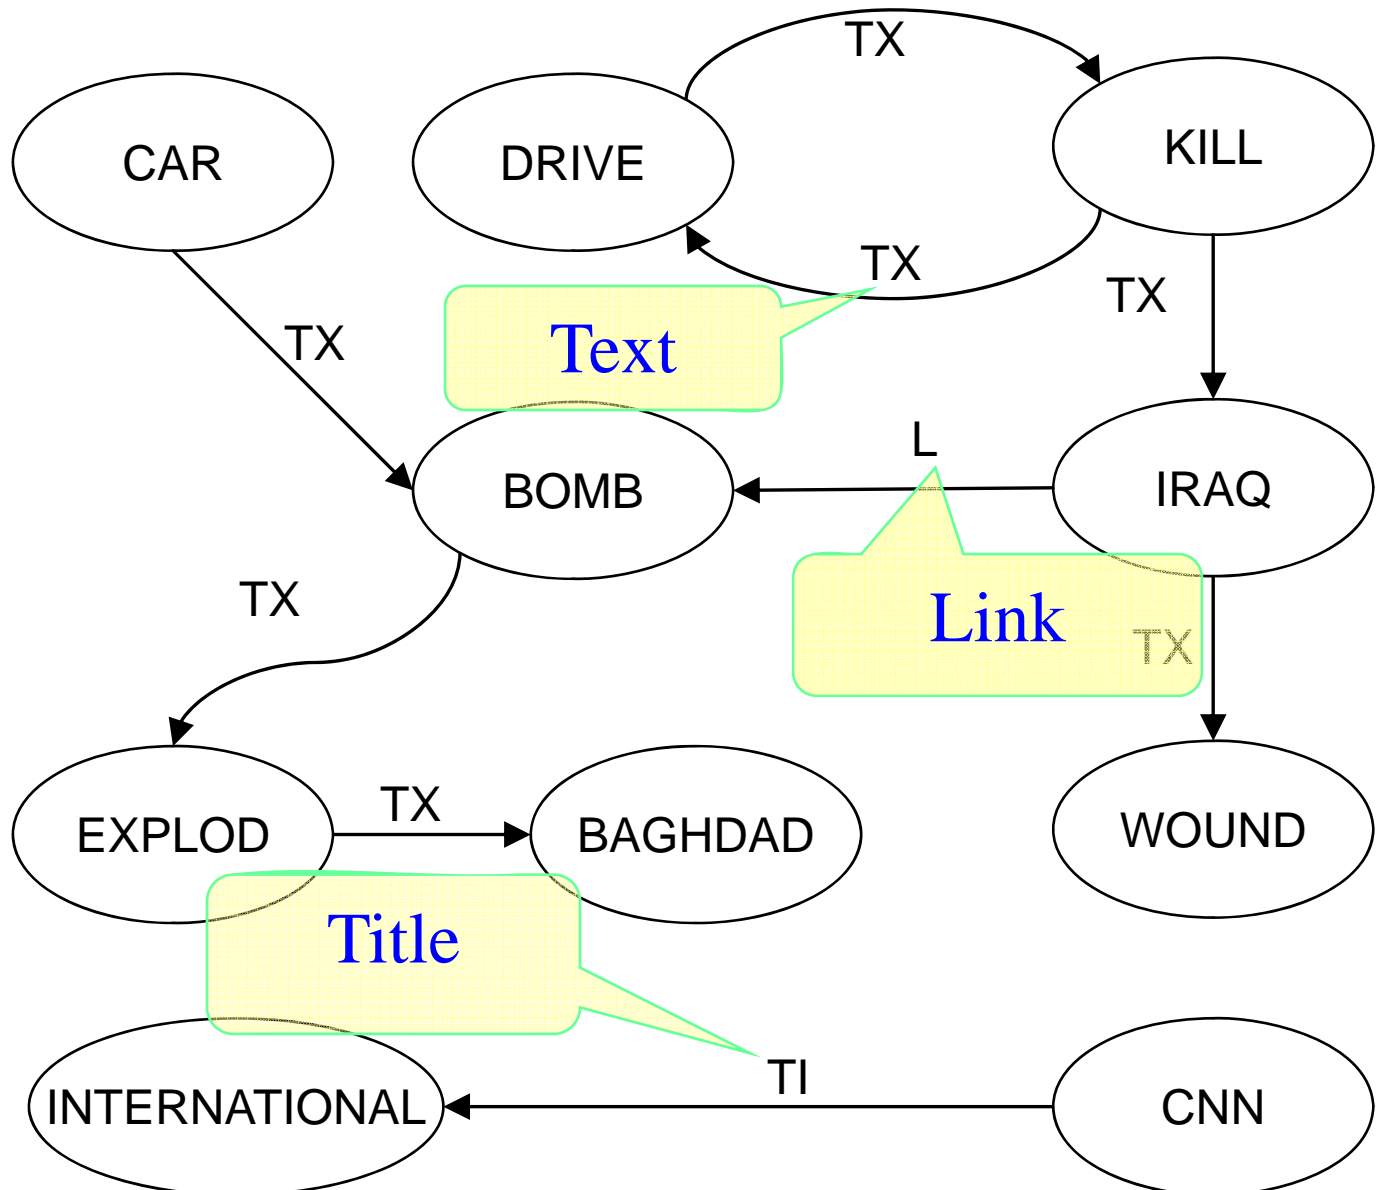 TX
CAR
DRIVE
KILL
TX
TX
TX
Text
L
BOMB
IRAQ
TX
Link
TX
TX
EXPLOD
BAGHDAD
WOUND
Title
TI
INTERNATIONAL
CNN